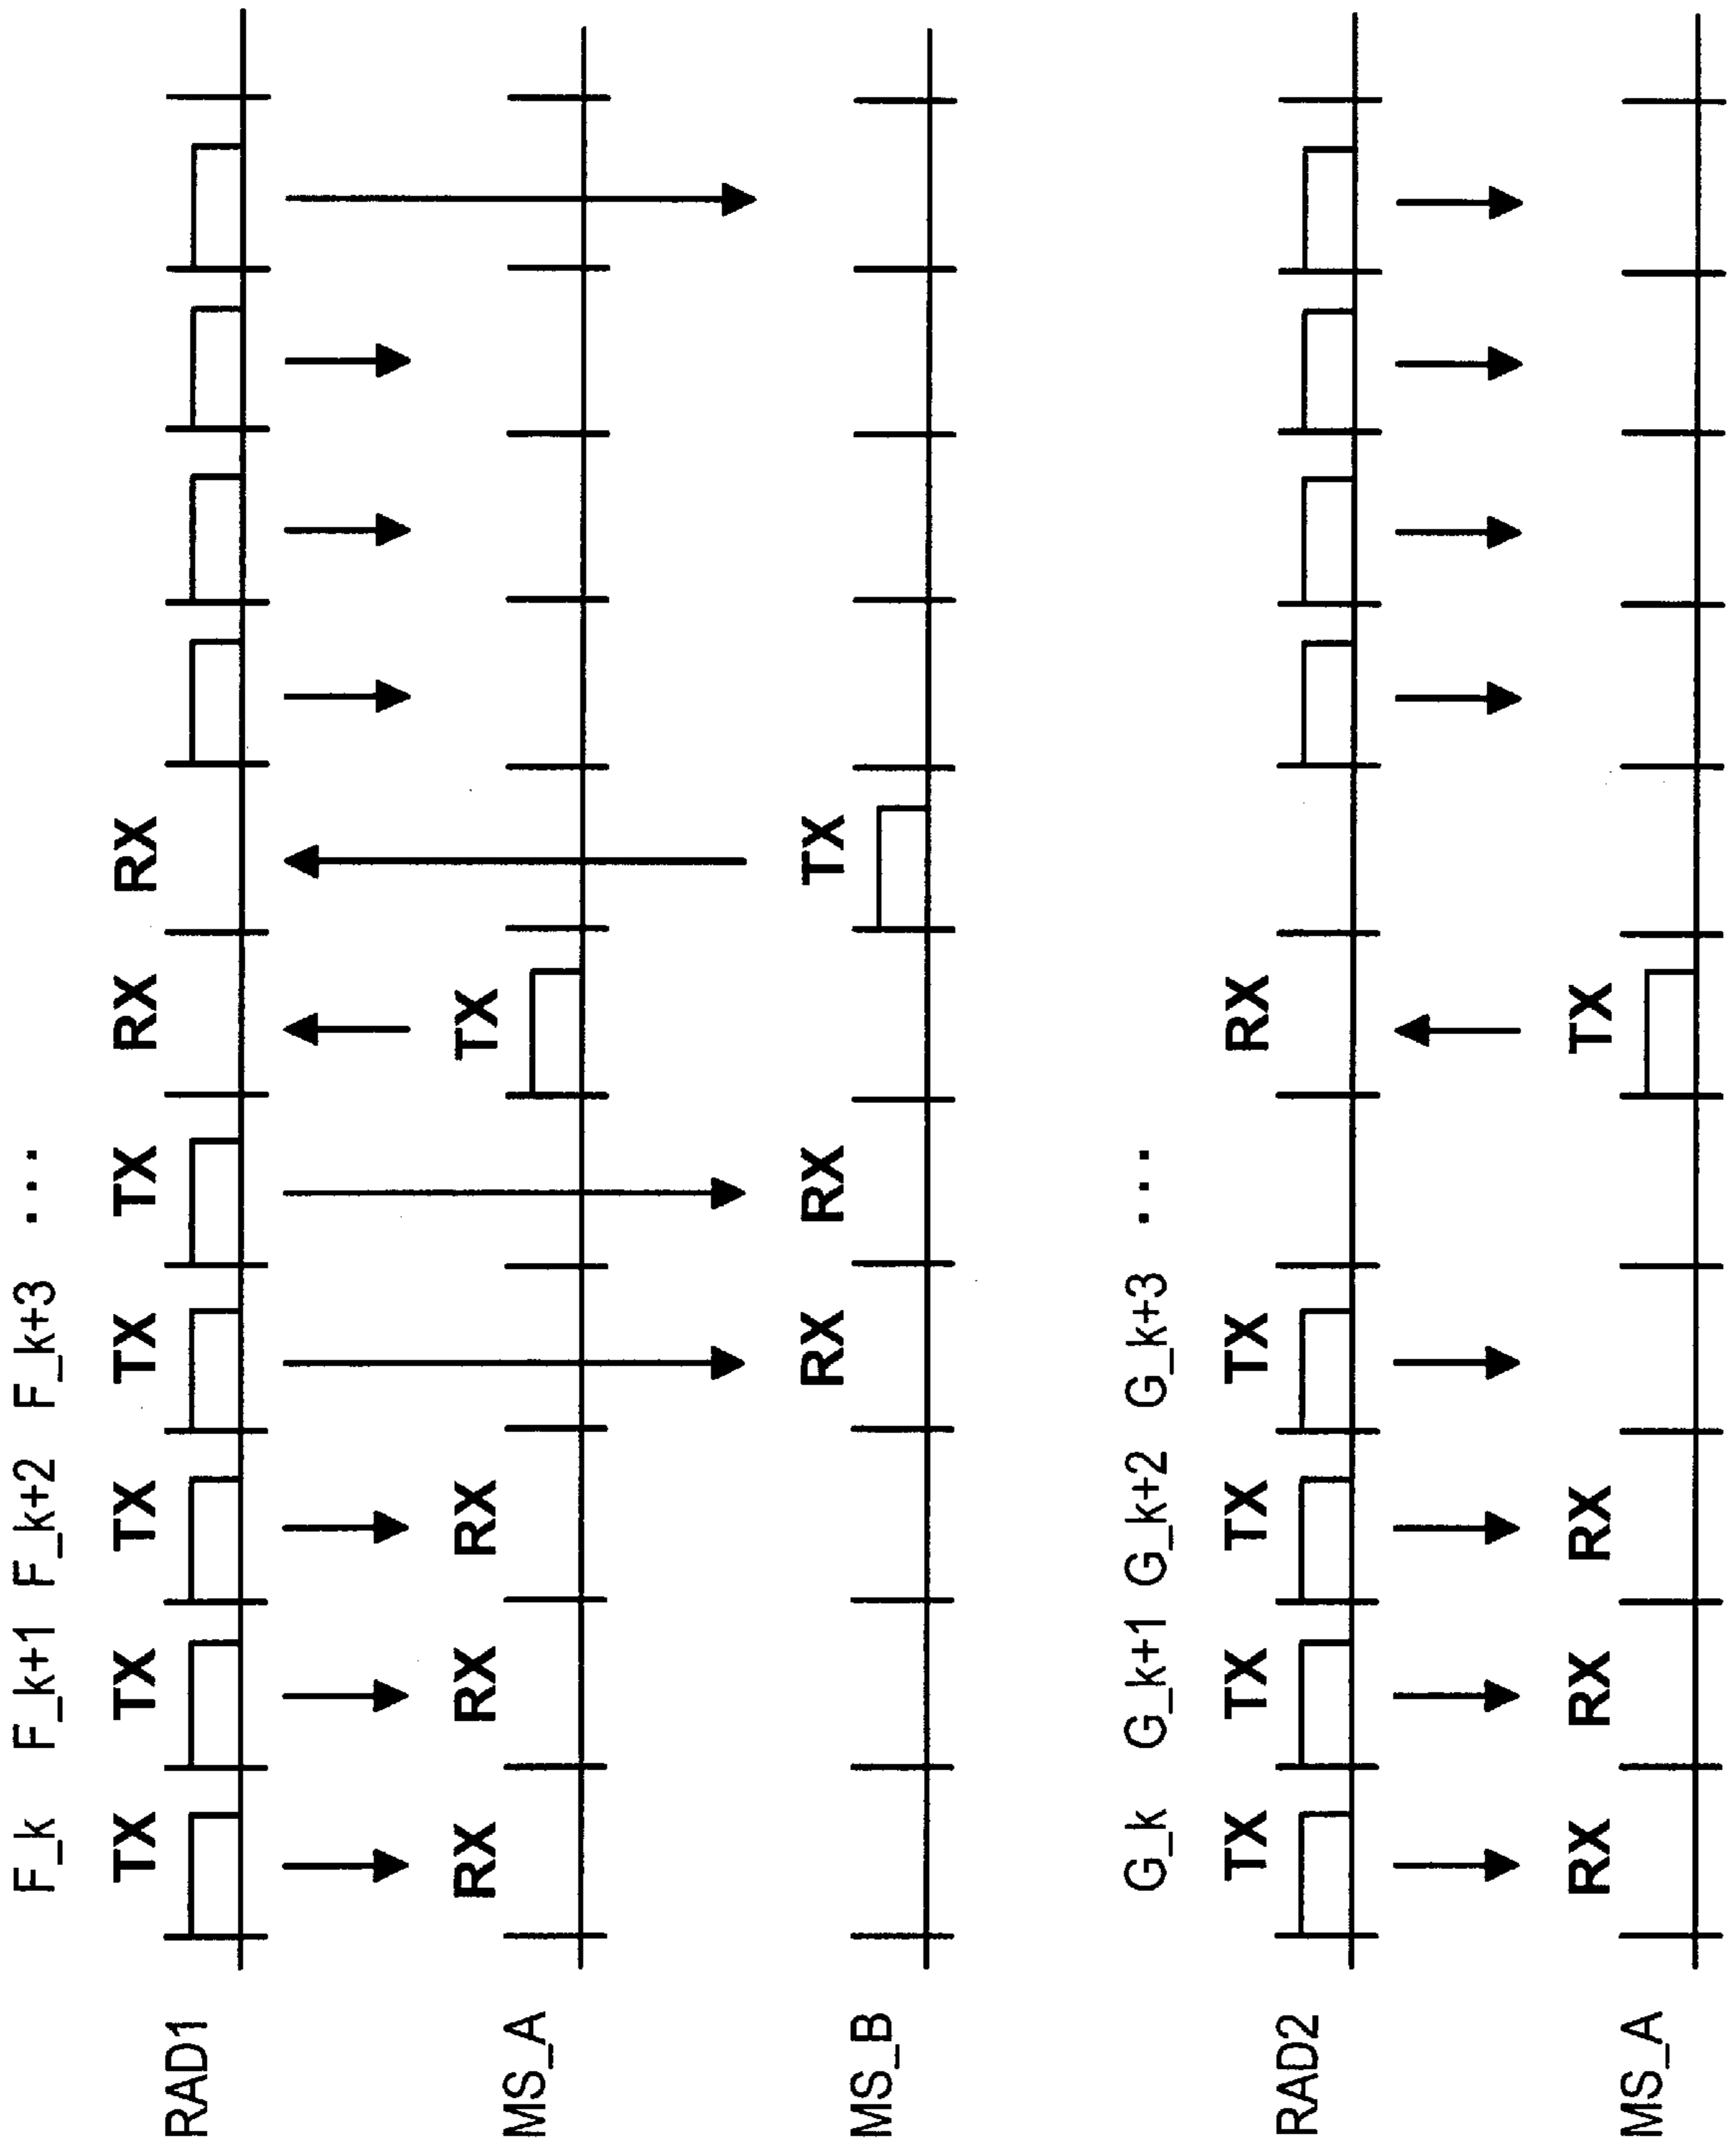 F_k F_k+1 F_k+2 F_k+3 ...
TX TX TX TX TX RX RX
RAD1
RX RX RX TX
MS_A
RX RX TX
MS_B
G_k G_k+1 G_k+2 G_k+3 ...
TX TX TX TX RX
RAD2
RX RX RX TX
MS_A